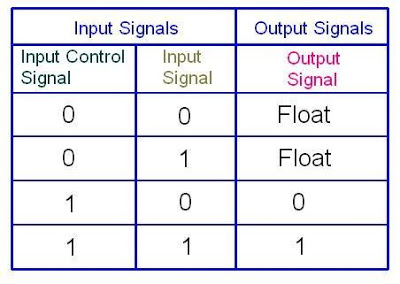 Input Signals Output Signals
Input Control Input Output
Signal Signal Signal
0 0 Float
0 1 Float
1 0 0
1 1 1